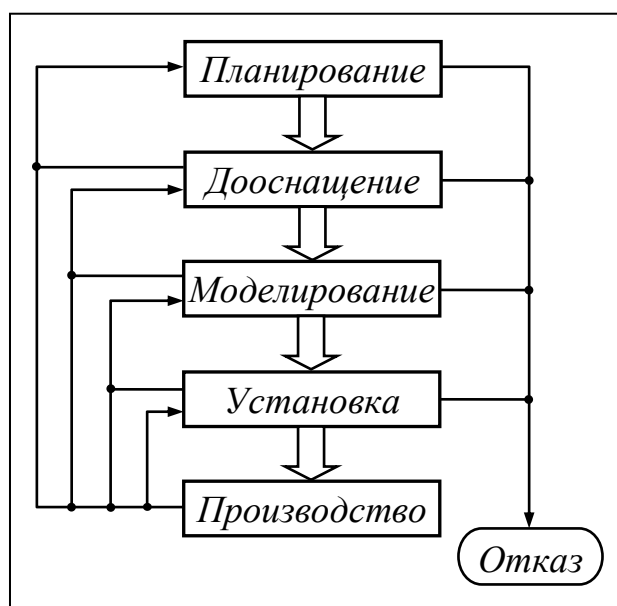 Планирование
Дооснащение
Моделирование
Установка
Производство
Отказ